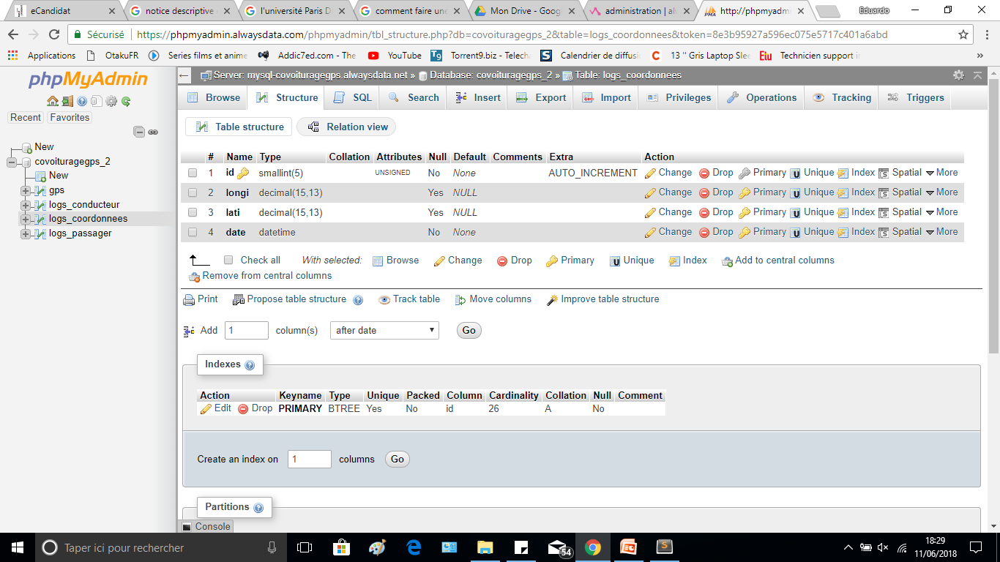 eCandidat
notice descriptive
l'université Paris D
comment faire une
Mon Drive - Goog
administration | al
http://phpmyadm
Eduardo
Sécurisé
https://phpmyadmin.alwaysdata.com/phpmyadmin/tbl_structure.php?db=covoituragegps_2&table=logs_coordonnees&token=8e3b95927a596ec075e5717c401a6abd
Applications
OtakuFR
Series films et anime
Addic7ed.com - The
YouTube
Torrent9.biz - Telech
Calendrier de diffusi
13 " Gris Laptop Slee
Technicien support i
»
phpMyAdmin
Recent Favorites
New
covoituragegps_2
New
gps
logs_conducteur
logs_coordonnees
logs_passager
Server: mysql-covoituragegps.alwaysdata.net » Database: covoituragegps_2 » Table: logs_coordonnees
Browse Structure SQL Search Insert Export Import Privileges Operations Tracking Triggers
Table structure Relation view
# Name Type Collation Attributes Null Default Comments Extra Action
1 id smallint(5) UNSIGNED No None AUTO_INCREMENT Change Drop Primary Unique Index Spatial More
2 longi decimal(15,13) Yes NULL Change Drop Primary Unique Index Spatial More
3 lati decimal(15,13) Yes NULL Change Drop Primary Unique Index Spatial More
4 date datetime No None Change Drop Primary Unique Index Spatial More
Check all With selected: Browse Change Drop Primary Unique Index Add to central columns
Remove from central columns
Print Propose table structure Track table Move columns Improve table structure
Add 1 column(s) after date Go
Indexes
Action Keyname Type Unique Packed Column Cardinality Collation Null Comment
Edit Drop PRIMARY BTREE Yes No id 26 A No
Create an index on 1 columns Go
Partitions
Console
Taper ici pour rechercher
54
18:29
11/06/2018